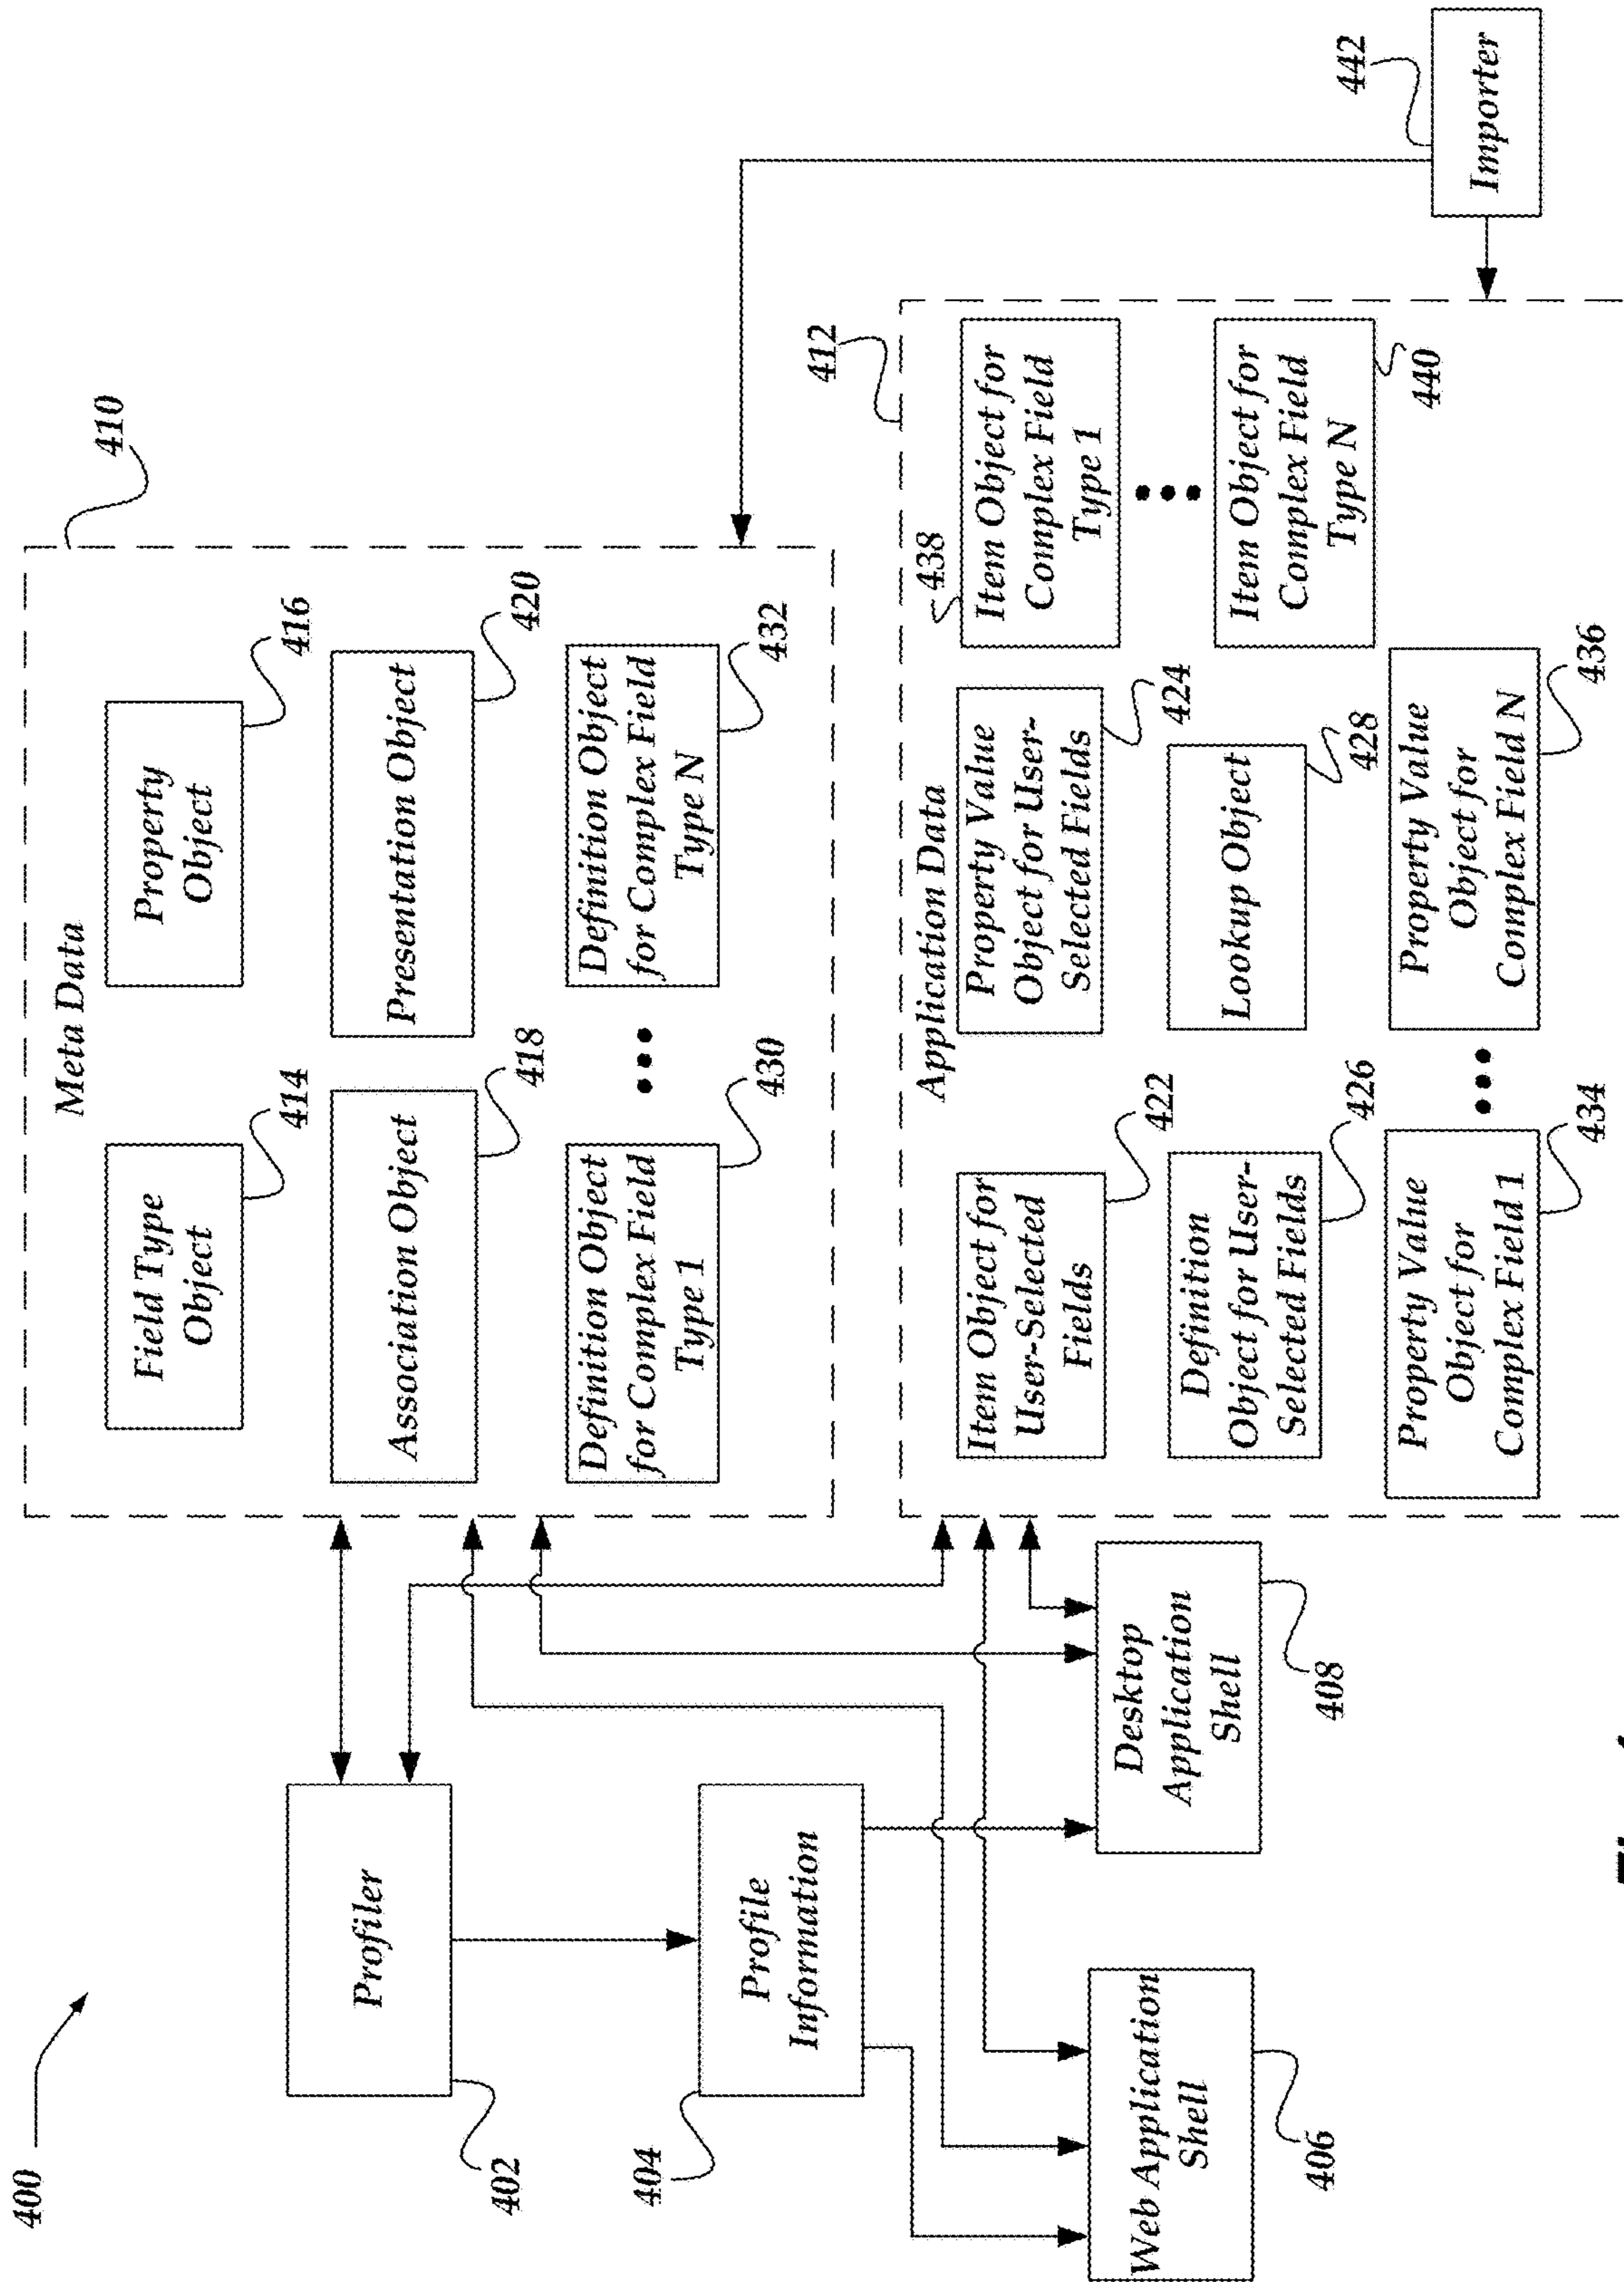 400
Profiler
402
Profile
Information
404
Web Application
Shell
406
Desktop
Application
Shell
408
Meta Data
410
Field Type
Object
414
Property
Object
416
Association Object
418
Presentation Object
420
Definition Object
for Complex Field
Type 1
430
Definition Object
for Complex Field
Type N
432
Application Data
412
Item Object for
User-Selected
Fields
422
Property Value
Object for User-
Selected Fields
424
Item Object for
Complex Field
Type 1
438
Definition
Object for User-
Selected Fields
426
Lookup Object
428
Item Object for
Complex Field
Type N
440
Property Value
Object for
Complex Field 1
434
Property Value
Object for
Complex Field N
436
Importer
442